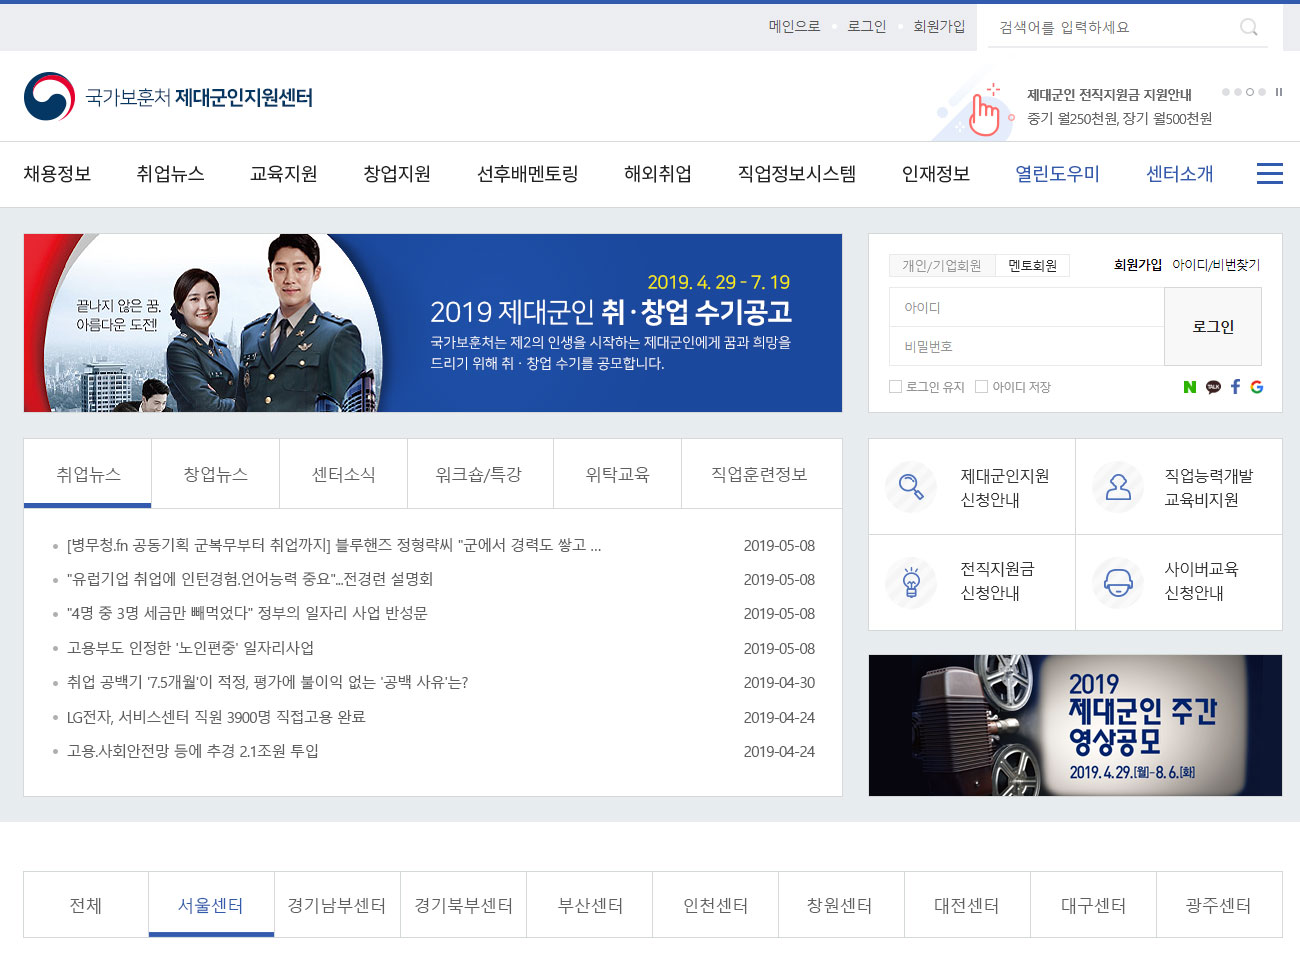 메인으로 로그인 회원가입 검색어를 입력하세요
국가보훈처 제대군인지원센터
제대군인 전직지원금 지원안내
중기 월250천원, 장기 월500천원
채용정보 취업뉴스 교육지원 창업지원 선후배멘토링 해외취업 직업정보시스템 인재정보 열린도우미 센터소개
끝나지 않은 꿈.
아름다운 도전!
2019. 4. 29 - 7. 19
2019 제대군인 취·창업 수기공고
국가보훈처는 제2의 인생을 시작하는 제대군인에게 꿈과 희망을
드리기 위해 취 · 창업 수기를 공모합니다.
개인/기업회원 멘토회원 회원가입 아이디/비번찾기
아이디
비밀번호
로그인
로그인 유지 아이디 저장
N TALK f G
취업뉴스 창업뉴스 센터소식 워크숍/특강 위탁교육 직업훈련정보
[병무청.fn 공동기획 군복무부터 취업까지] 블루핸즈 정형략씨 "군에서 경력도 쌓고 ... 2019-05-08
"유럽기업 취업에 인턴경험.언어능력 중요"...전경련 설명회 2019-05-08
"4명 중 3명 세금만 빼먹었다" 정부의 일자리 사업 반성문 2019-05-08
고용부도 인정한 '노인편중' 일자리사업 2019-05-08
취업 공백기 '7.5개월'이 적정, 평가에 불이익 없는 '공백 사유'는? 2019-04-30
LG전자, 서비스센터 직원 3900명 직접고용 완료 2019-04-24
고용.사회안전망 등에 추경 2.1조원 투입 2019-04-24
제대군인지원
신청안내
직업능력개발
교육비지원
전직지원금
신청안내
사이버교육
신청안내
2019
제대군인 주간
영상공모
2019. 4. 29.[월]-8. 6.[화]
전체 서울센터 경기남부센터 경기북부센터 부산센터 인천센터 창원센터 대전센터 대구센터 광주센터